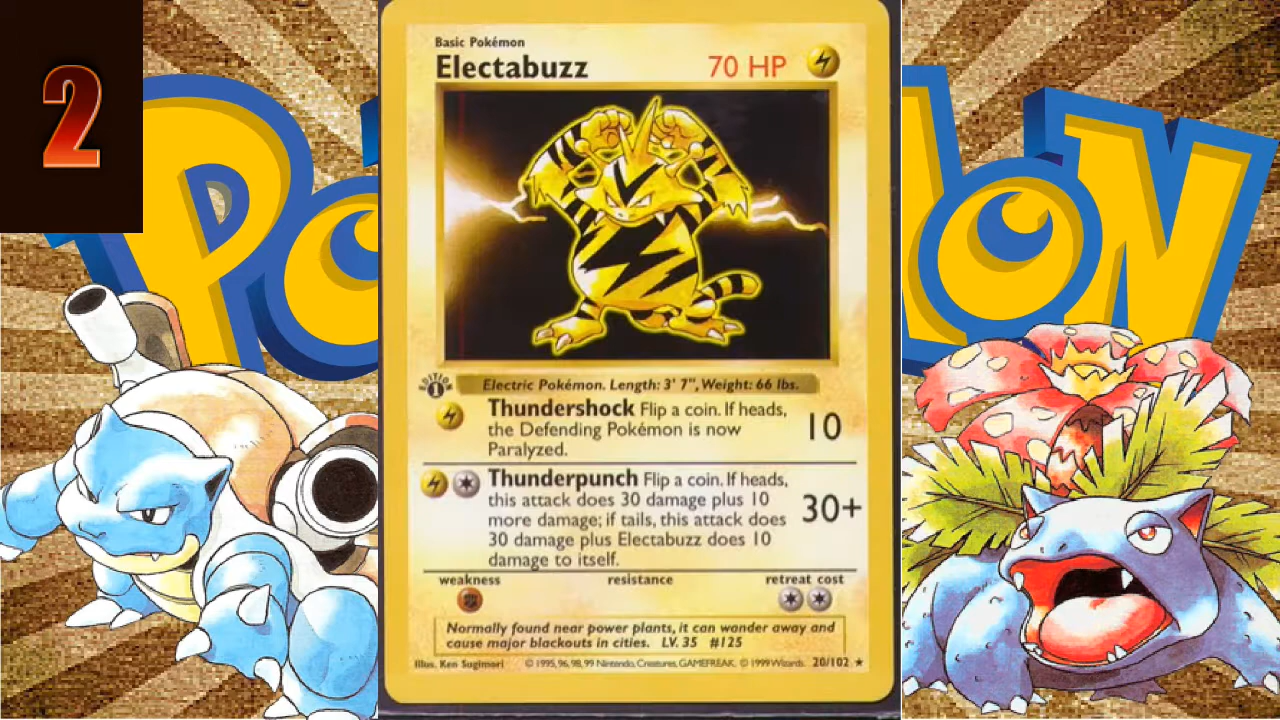 2
POKÉMON
Basic Pokémon
Electabuzz 70 HP
EDITION 1
Electric Pokémon. Length: 3' 7", Weight: 66 lbs.
Thundershock Flip a coin. If heads,
the Defending Pokémon is now
Paralyzed.
10
Thunderpunch Flip a coin. If heads,
this attack does 30 damage plus 10
more damage; if tails, this attack does
30 damage plus Electabuzz does 10
damage to itself.
30+
weakness resistance retreat cost
Normally found near power plants, it can wander away and
cause major blackouts in cities. LV. 35 #125
Illus. Ken Sugimori © 1995, 96, 98, 99 Nintendo, Creatures, GAMEFREAK. © 1999 Wizards. 20/102 ★